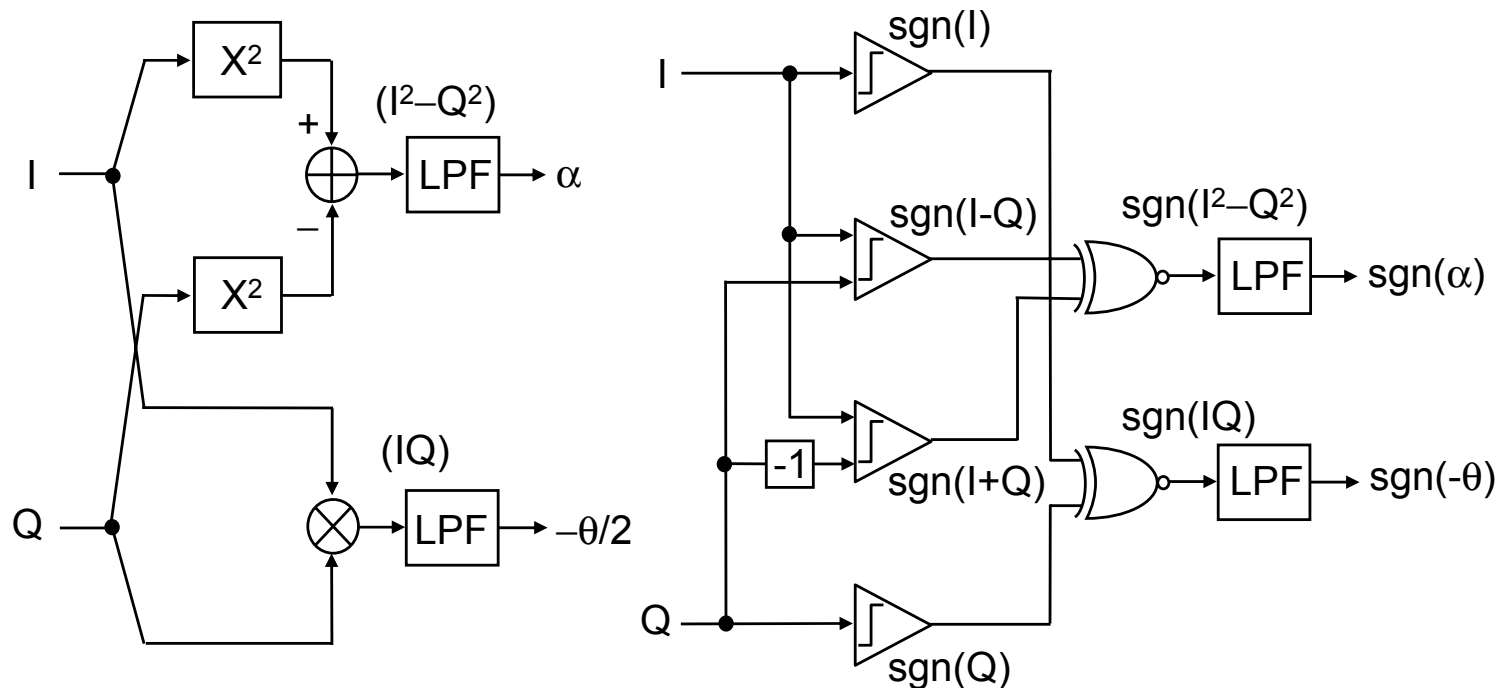 X²
+
(I²–Q²)
I
LPF
α
–
X²
(IQ)
Q
LPF
–θ/2
sgn(I)
I
sgn(I-Q)
sgn(I²–Q²)
LPF
sgn(α)
-1
sgn(I+Q)
sgn(IQ)
LPF
sgn(-θ)
Q
sgn(Q)